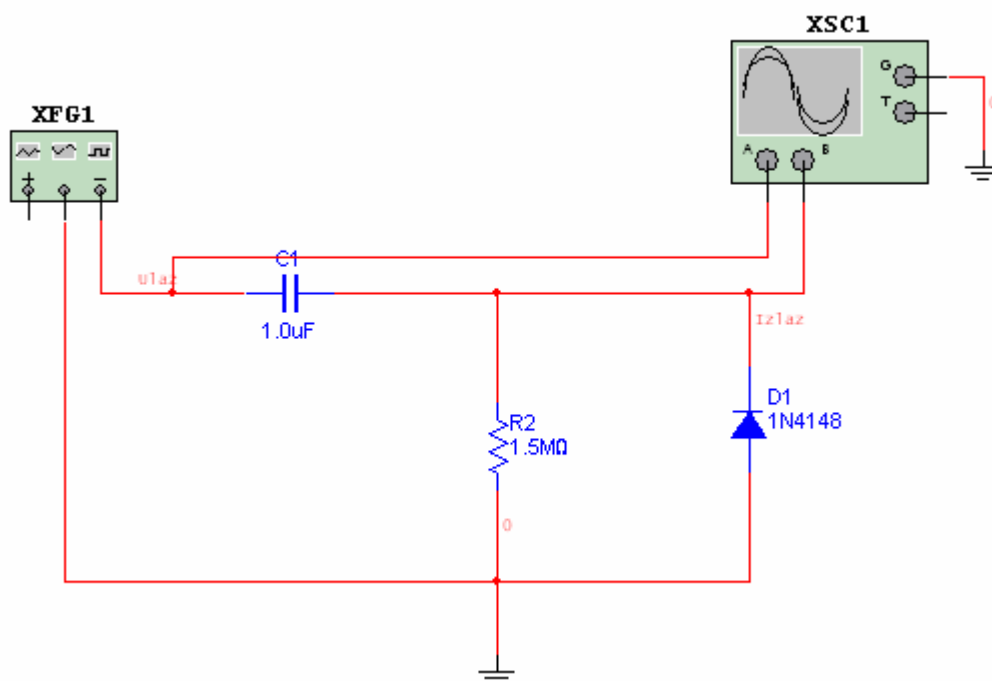 XSC1
G
T
XFG1
A
B
+
−
Ulaz
C1
1.0uF
Izlaz
D1
1N4148
R2
1.5MΩ
0